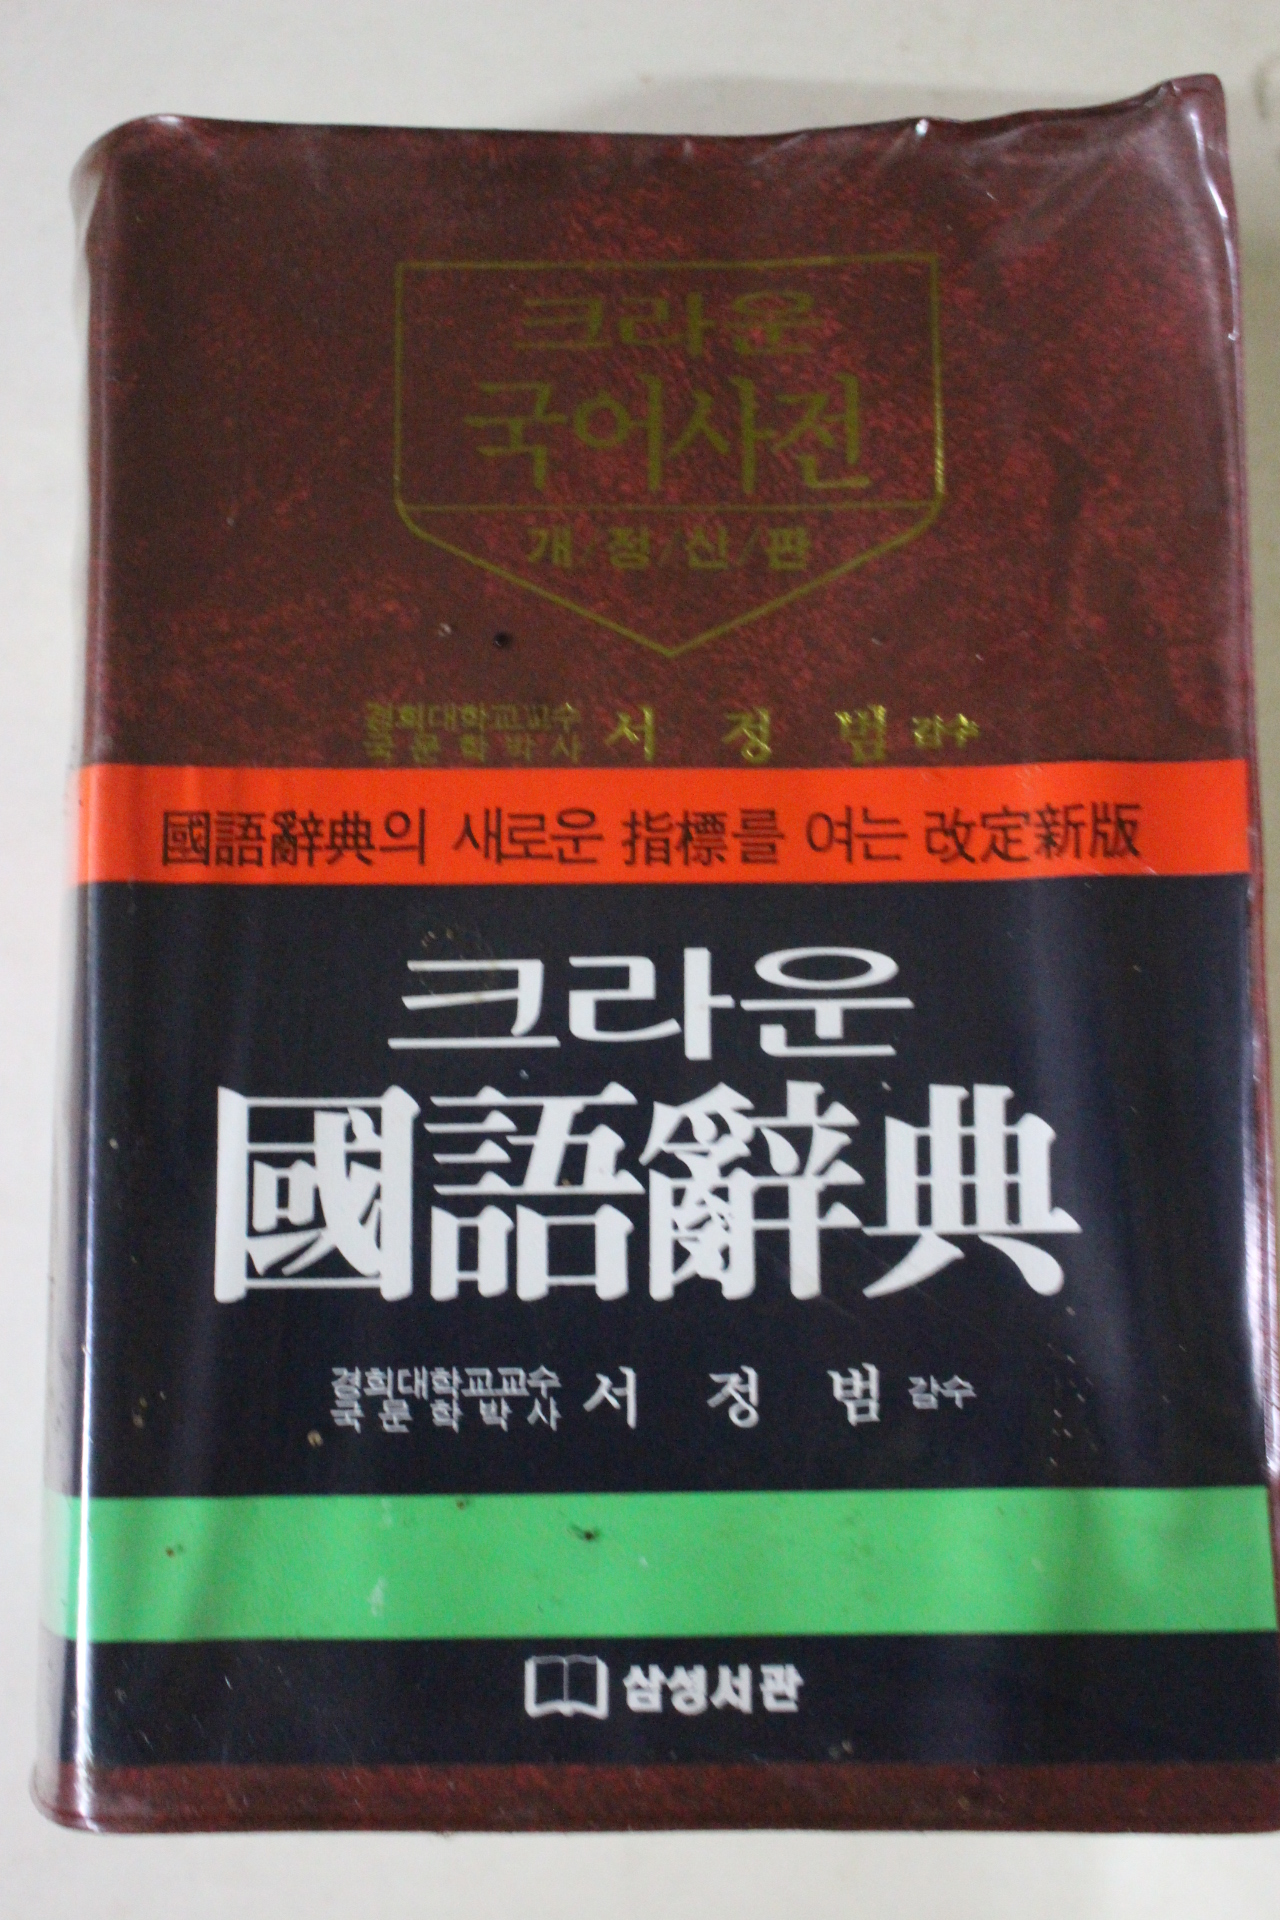 크라운
국어사전
개/정/신/판
경희대학교교수
국문학박사
서 정 범 감수
國語辭典의 새로운 指標를 여는 改定新版
크라운
國語辭典
경희대학교교수
국문학박사
서 정 범 감수
삼성서관